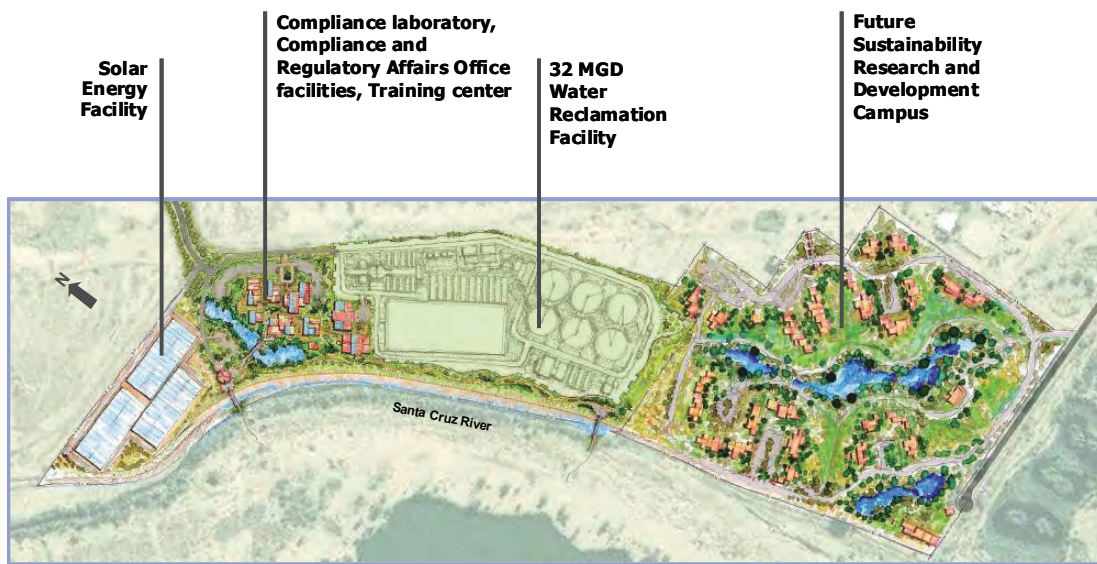 Solar
Energy
Facility
Compliance laboratory,
Compliance and
Regulatory Affairs Office
facilities, Training center
32 MGD
Water
Reclamation
Facility
Future
Sustainability
Research and
Development
Campus
N
Santa Cruz River